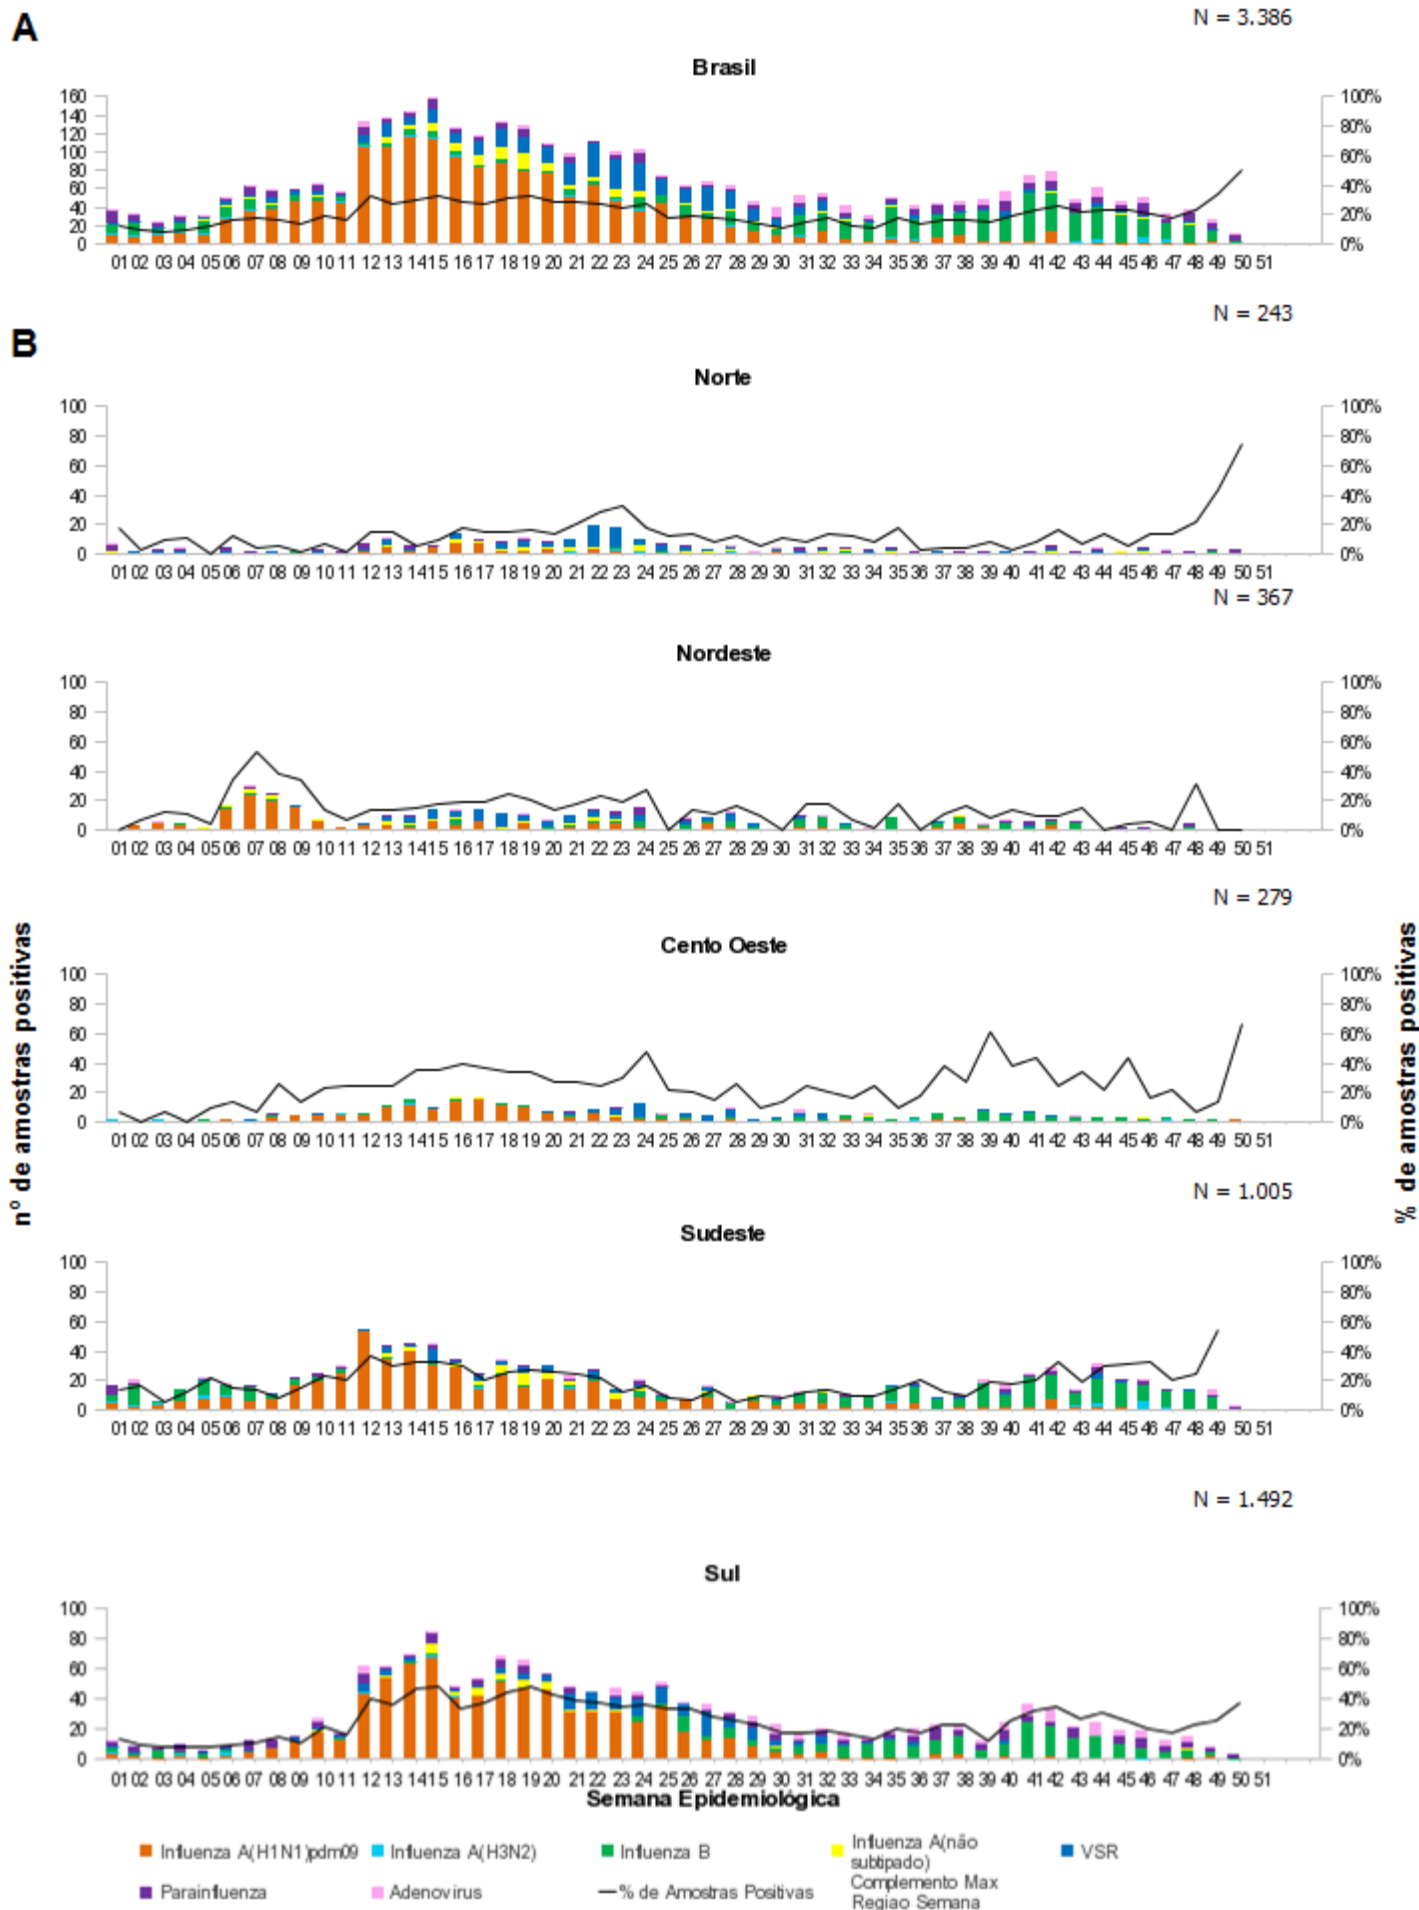 A
N = 3.386
Brasil
160
140
120
100
80
60
40
20
0
100%
80%
60%
40%
20%
0%
01 02 03 04 05 06 07 08 09 10 11 12 13 14 15 16 17 18 19 20 21 22 23 24 25 26 27 28 29 30 31 32 33 34 35 36 37 38 39 40 41 42 43 44 45 46 47 48 49 50 51
N = 243
B
Norte
100
80
60
40
20
0
100%
80%
60%
40%
20%
0%
01 02 03 04 05 06 07 08 09 10 11 12 13 14 15 16 17 18 19 20 21 22 23 24 25 26 27 28 29 30 31 32 33 34 35 36 37 38 39 40 41 42 43 44 45 46 47 48 49 50 51
N = 367
Nordeste
100
80
60
40
20
0
100%
80%
60%
40%
20%
0%
01 02 03 04 05 06 07 08 09 10 11 12 13 14 15 16 17 18 19 20 21 22 23 24 25 26 27 28 29 30 31 32 33 34 35 36 37 38 39 40 41 42 43 44 45 46 47 48 49 50 51
N = 279
Cento Oeste
100
80
60
40
20
0
100%
80%
60%
40%
20%
0%
01 02 03 04 05 06 07 08 09 10 11 12 13 14 15 16 17 18 19 20 21 22 23 24 25 26 27 28 29 30 31 32 33 34 35 36 37 38 39 40 41 42 43 44 45 46 47 48 49 50 51
nº de amostras positivas
% de amostras positivas
N = 1.005
Sudeste
100
80
60
40
20
0
100%
80%
60%
40%
20%
0%
01 02 03 04 05 06 07 08 09 10 11 12 13 14 15 16 17 18 19 20 21 22 23 24 25 26 27 28 29 30 31 32 33 34 35 36 37 38 39 40 41 42 43 44 45 46 47 48 49 50 51
N = 1.492
Sul
100
80
60
40
20
0
100%
80%
60%
40%
20%
0%
01 02 03 04 05 06 07 08 09 10 11 12 13 14 15 16 17 18 19 20 21 22 23 24 25 26 27 28 29 30 31 32 33 34 35 36 37 38 39 40 41 42 43 44 45 46 47 48 49 50 51
Semana Epidemiológica
Influenza A(H1N1)pdm09
Influenza A(H3N2)
Influenza B
Influenza A(não
subtipado)
VSR
Parainfluenza
Adenovirus
% de Amostras Positivas
Complemento Max
Regiao Semana